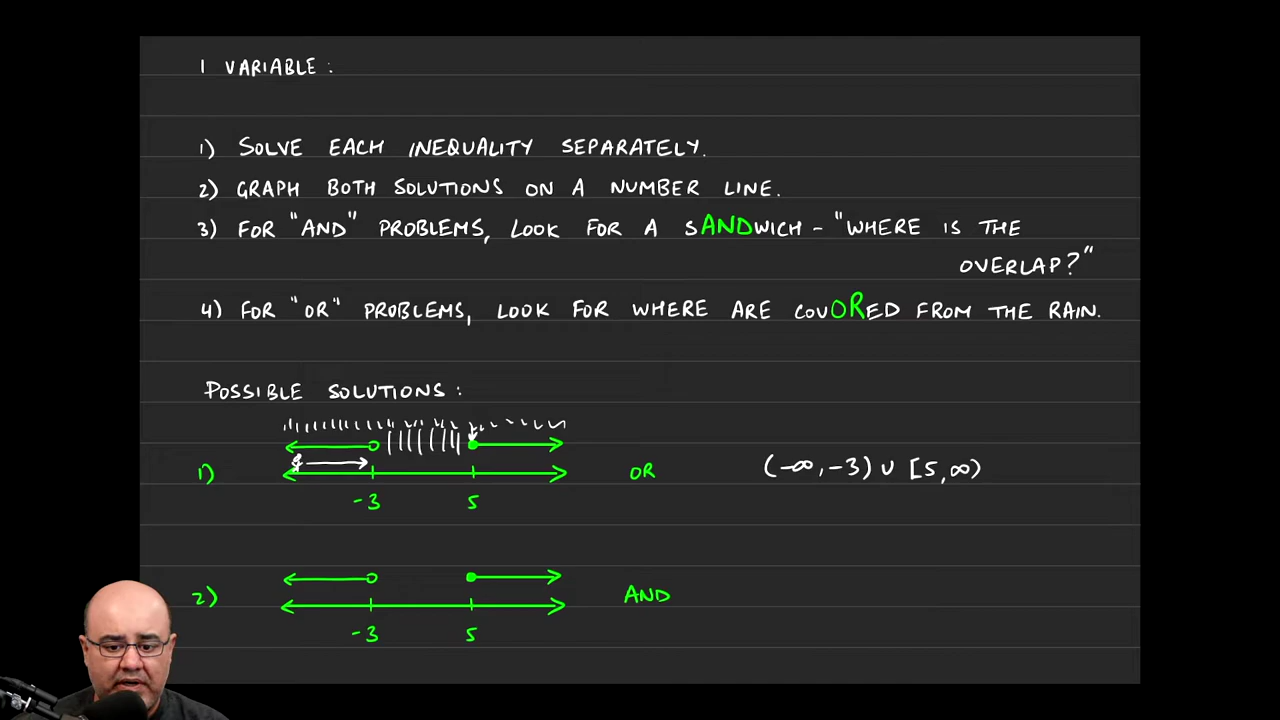 1 VARIABLE :
1) SOLVE EACH INEQUALITY SEPARATELY.
2) GRAPH BOTH SOLUTIONS ON A NUMBER LINE.
3) FOR "AND" PROBLEMS, LOOK FOR A SANDWICH - "WHERE IS THE
OVERLAP?"
4) FOR "OR" PROBLEMS, LOOK FOR WHERE ARE COVORED FROM THE RAIN.
POSSIBLE SOLUTIONS :
1) OR (-∞, -3) ∪ [5, ∞)
-3 5
2) AND
-3 5